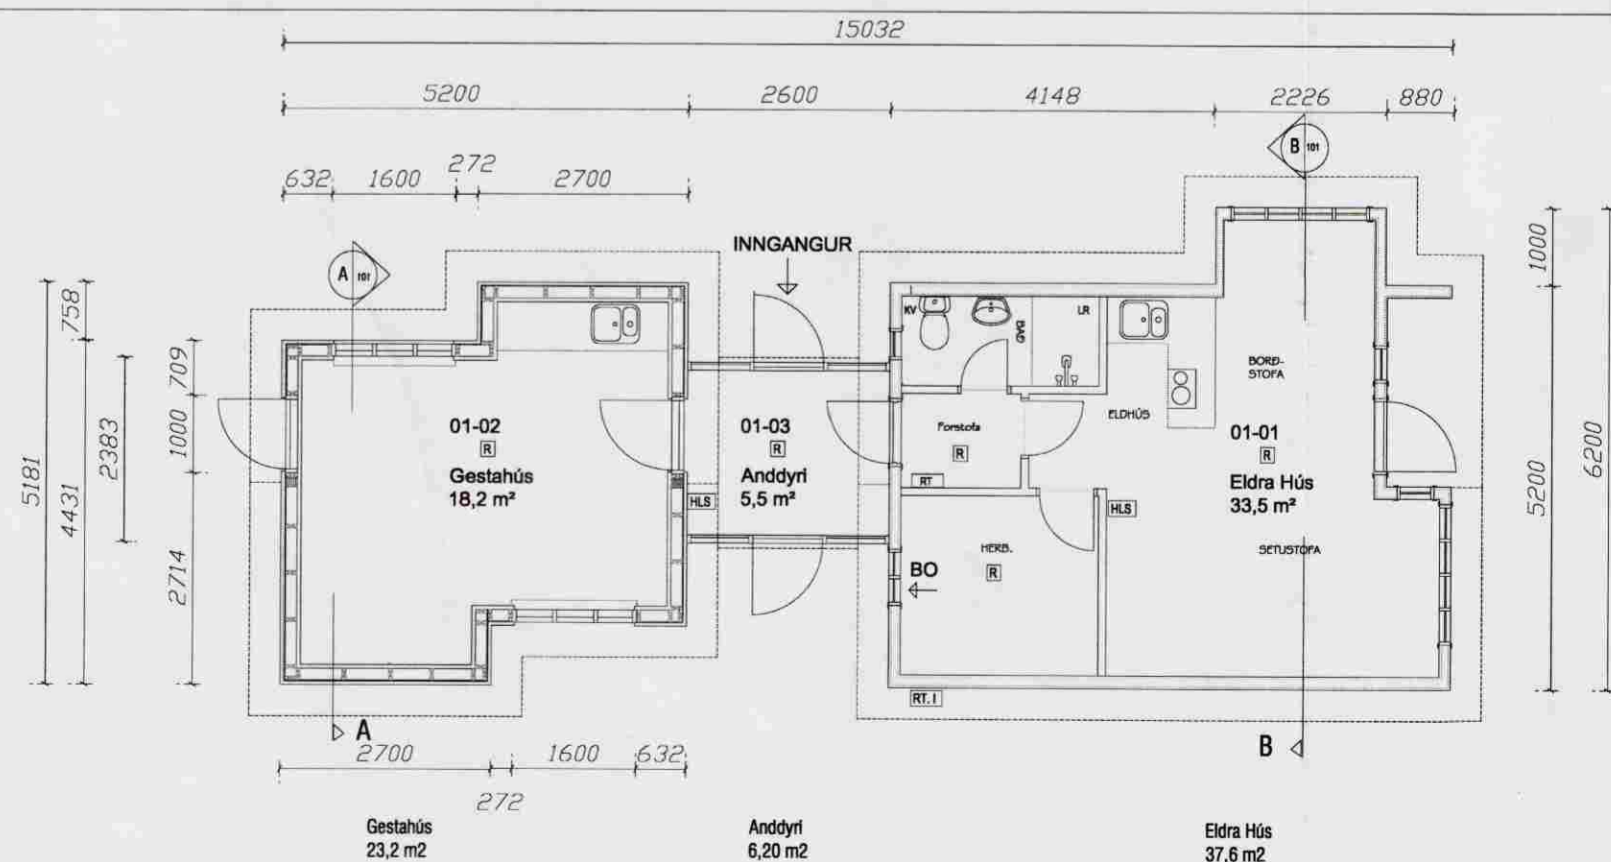 15032
5200 2600 4148 2226 880
632 1600 272 2700
INNGANGUR
A 101
B 101
5181
758
4431
2383
709
1000
2714
1000
5200
6200
KV
BAÐ
LR
BORÐ-
STOFA
ELDHÚS
01-02
R
Gestahús
18,2 m²
HLS
01-03
R
Anddyri
5,5 m²
Forstofa
R
RT
01-01
R
Eldra Hús
33,5 m²
HLS
SETUSTOFA
HERB.
R
BO
RT. I
A
B
2700 272 1600 632
Gestahús
23,2 m2
Anddyri
6,20 m2
Eldra Hús
37,6 m2